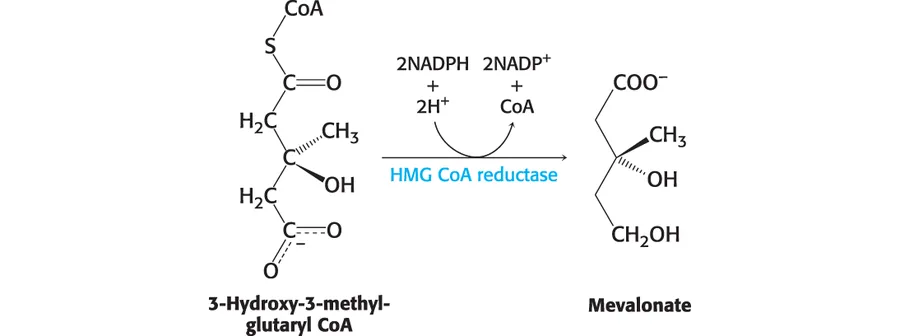 CoA
S
C=O
H₂C
CH₃
C
OH
H₂C
C=O
−
O
3-Hydroxy-3-methyl-
glutaryl CoA
2NADPH 2NADP⁺
+ +
2H⁺ CoA
HMG CoA reductase
COO⁻
CH₃
OH
CH₂OH
Mevalonate